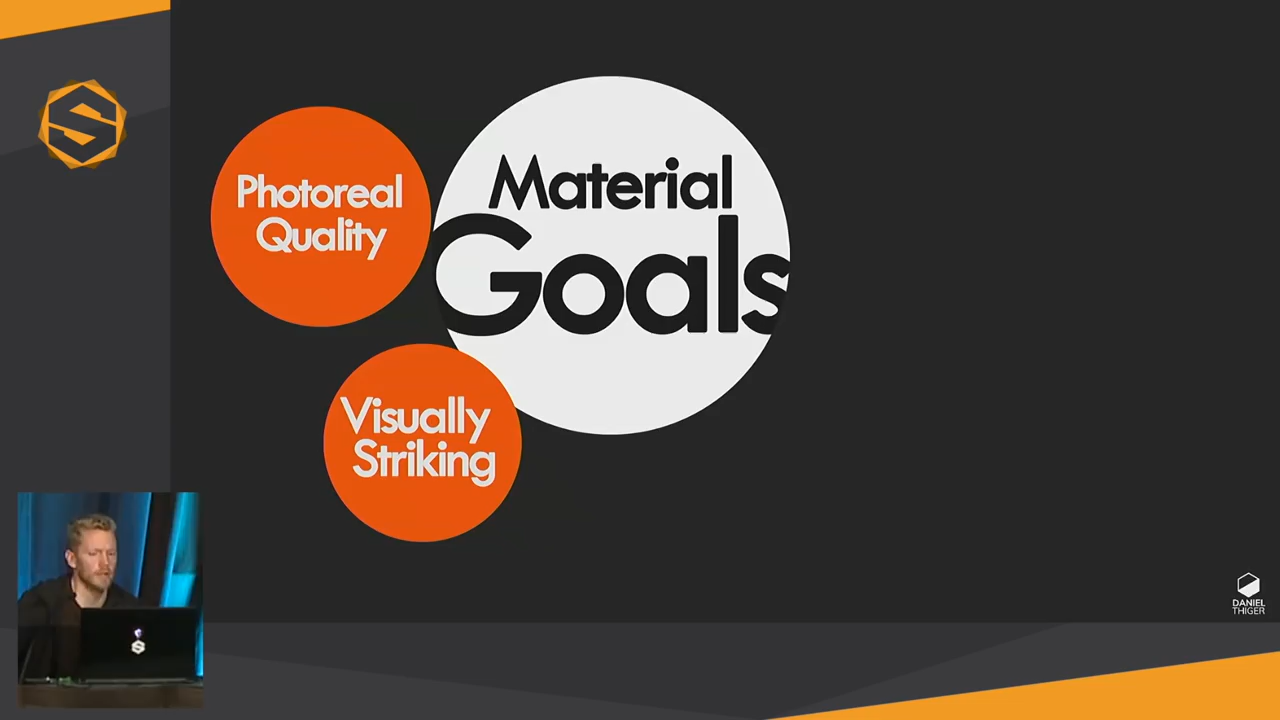 Photoreal
Quality
Material
Goals
Visually
Striking
DANIEL
THIGER